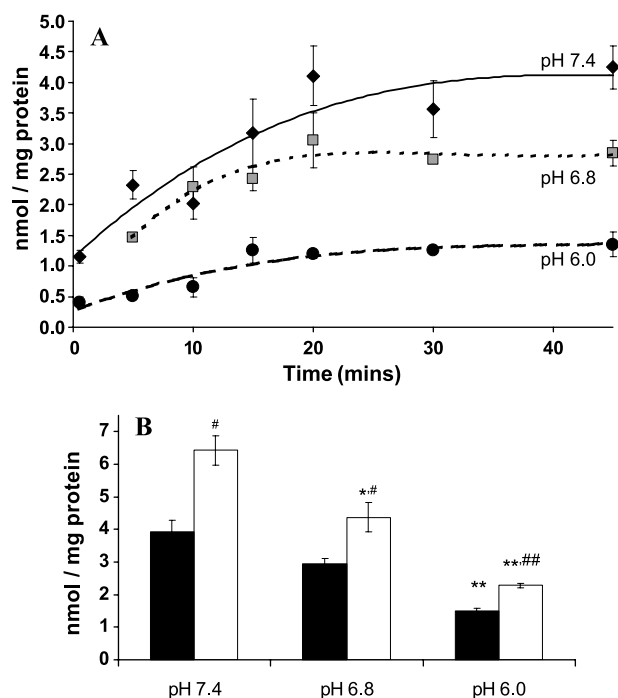 A
nmol / mg protein
5.0
4.5
4.0
3.5
3.0
2.5
2.0
1.5
1.0
0.5
0.0
pH 7.4
pH 6.8
pH 6.0
0 10 20 30 40
Time (mins)
B
nmol / mg protein
7
6
5
4
3
2
1
0
#
*,#
**
**,##
pH 7.4 pH 6.8 pH 6.0